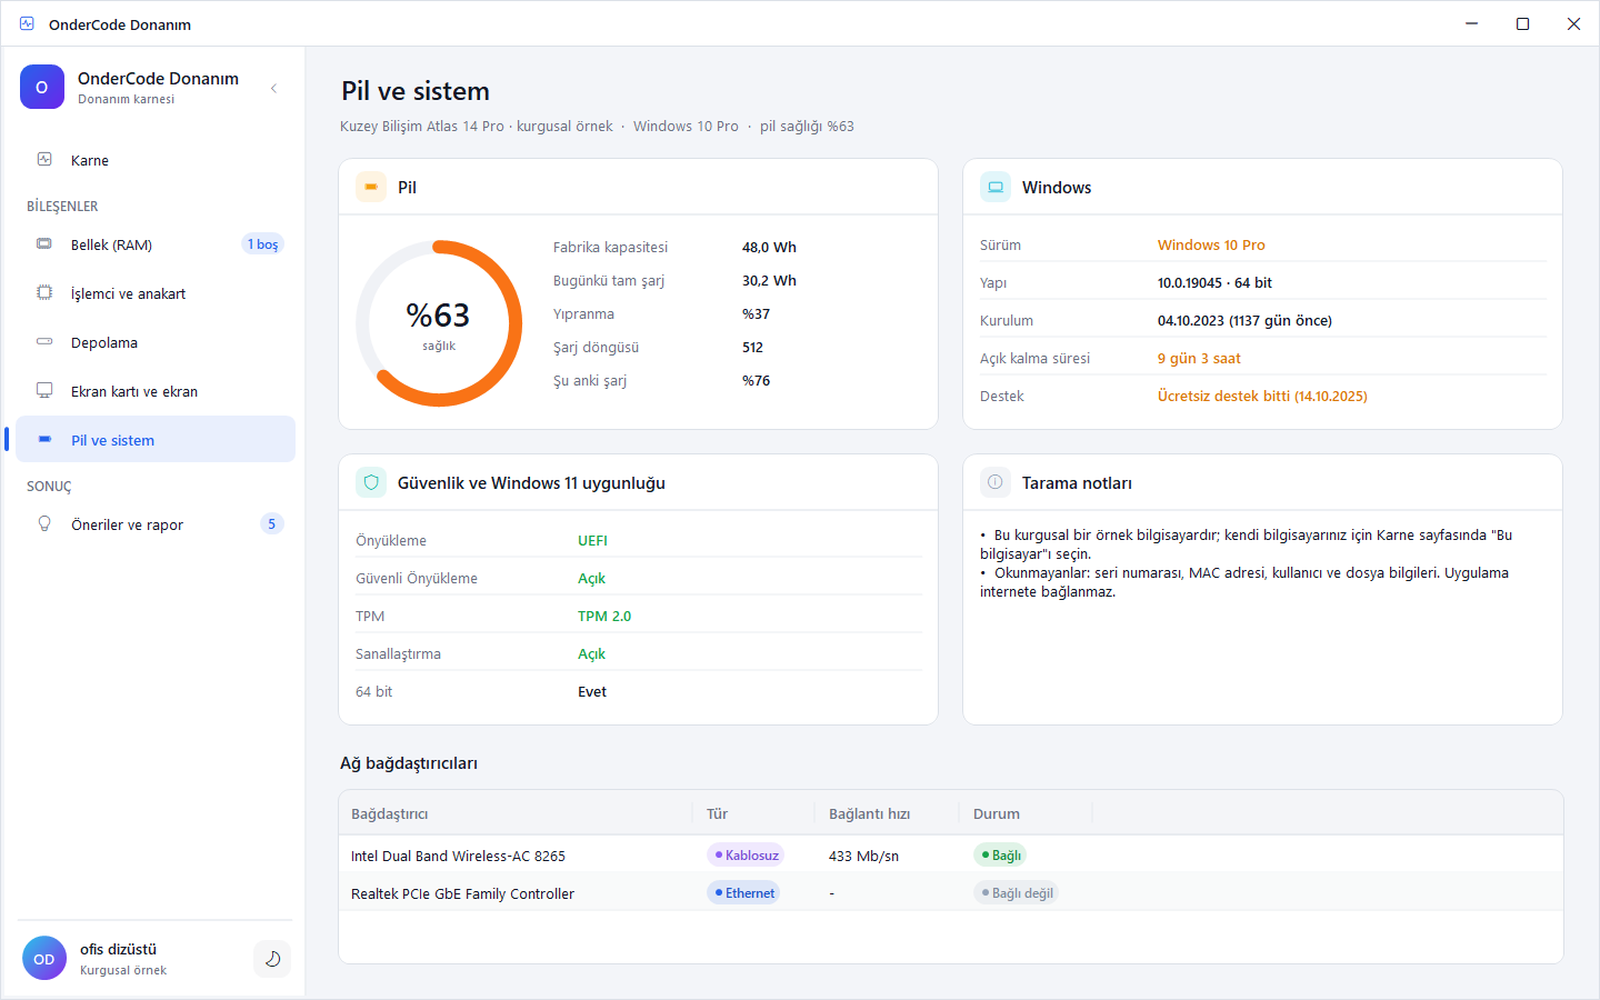 OnderCode Donanım
O
OnderCode Donanım
Donanım karnesi
Karne
BİLEŞENLER
Bellek (RAM)
1 boş
İşlemci ve anakart
Depolama
Ekran kartı ve ekran
Pil ve sistem
SONUÇ
Öneriler ve rapor
5
OD
ofis dizüstü
Kurgusal örnek
Pil ve sistem
Kuzey Bilişim Atlas 14 Pro · kurgusal örnek · Windows 10 Pro · pil sağlığı %63
Pil
%63
sağlık
Fabrika kapasitesi 48,0 Wh
Bugünkü tam şarj 30,2 Wh
Yıpranma %37
Şarj döngüsü 512
Şu anki şarj %76
Windows
Sürüm Windows 10 Pro
Yapı 10.0.19045 · 64 bit
Kurulum 04.10.2023 (1137 gün önce)
Açık kalma süresi 9 gün 3 saat
Destek Ücretsiz destek bitti (14.10.2025)
Güvenlik ve Windows 11 uygunluğu
Önyükleme UEFI
Güvenli Önyükleme Açık
TPM TPM 2.0
Sanallaştırma Açık
64 bit Evet
Tarama notları
• Bu kurgusal bir örnek bilgisayardır; kendi bilgisayarınız için Karne sayfasında "Bu
bilgisayar"ı seçin.
• Okunmayanlar: seri numarası, MAC adresi, kullanıcı ve dosya bilgileri. Uygulama
internete bağlanmaz.
Ağ bağdaştırıcıları
Bağdaştırıcı Tür Bağlantı hızı Durum
Intel Dual Band Wireless-AC 8265 Kablosuz 433 Mb/sn Bağlı
Realtek PCIe GbE Family Controller Ethernet - Bağlı değil